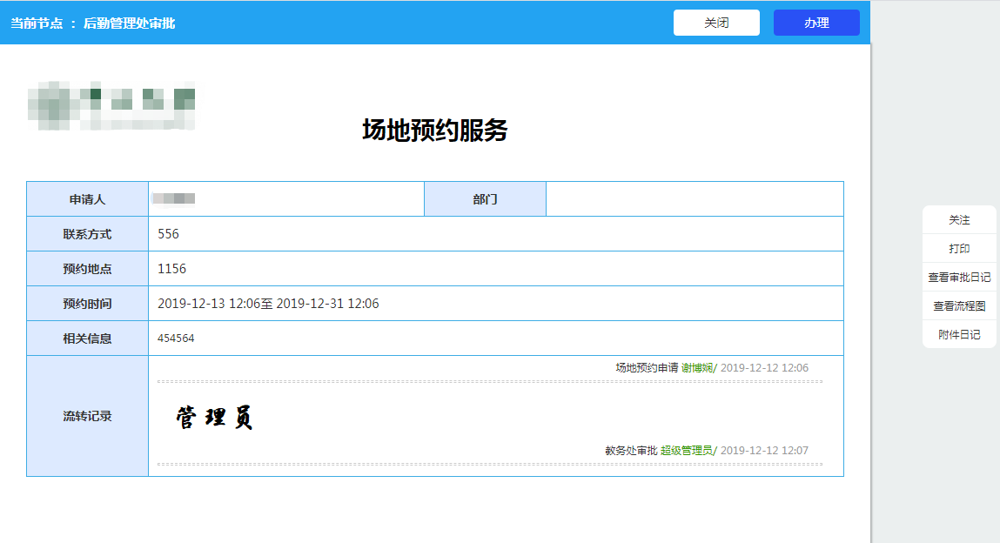 当前节点 : 后勤管理处审批
关闭
办理
场地预约服务
申请人
部门
联系方式
556
预约地点
1156
预约时间
2019-12-13 12:06至 2019-12-31 12:06
相关信息
454564
流转记录
场地预约申请 谢博娴/ 2019-12-12 12:06
管理员
教务处审批 超级管理员/ 2019-12-12 12:07
关注
打印
查看审批日记
查看流程图
附件日记